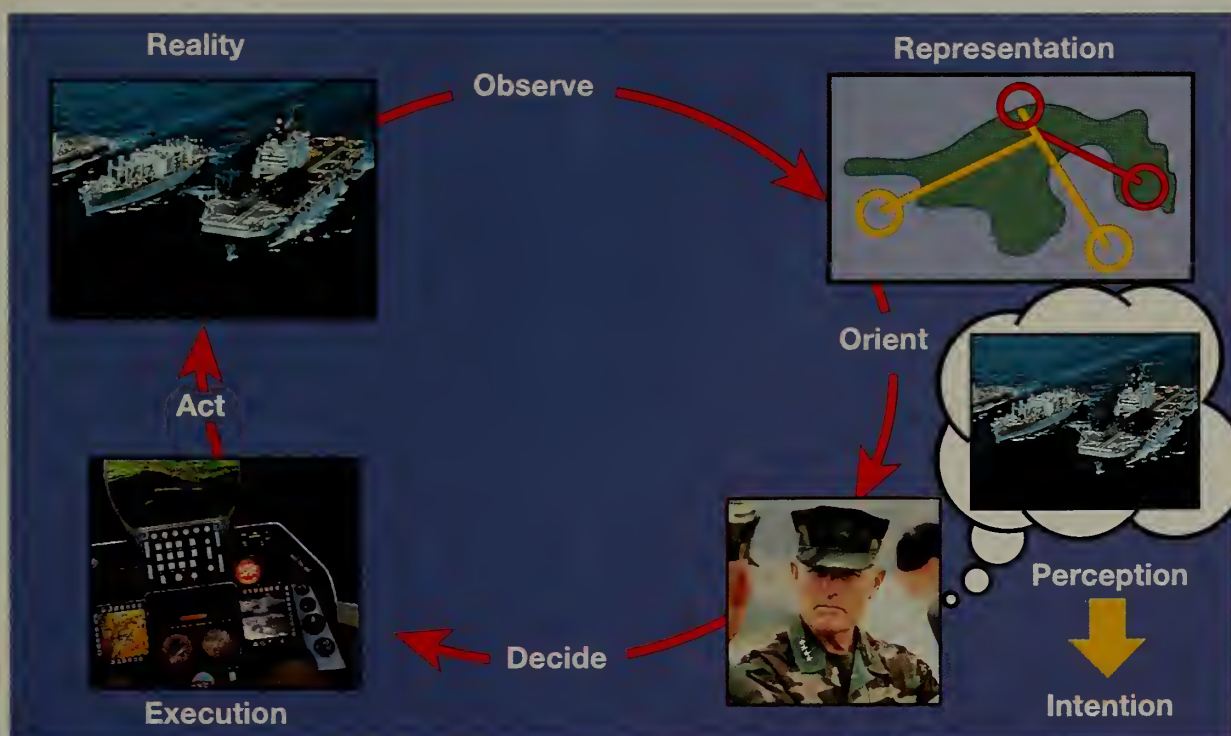 Reality
Observe
Representation
Orient
Act
Perception
Decide
Intention
Execution